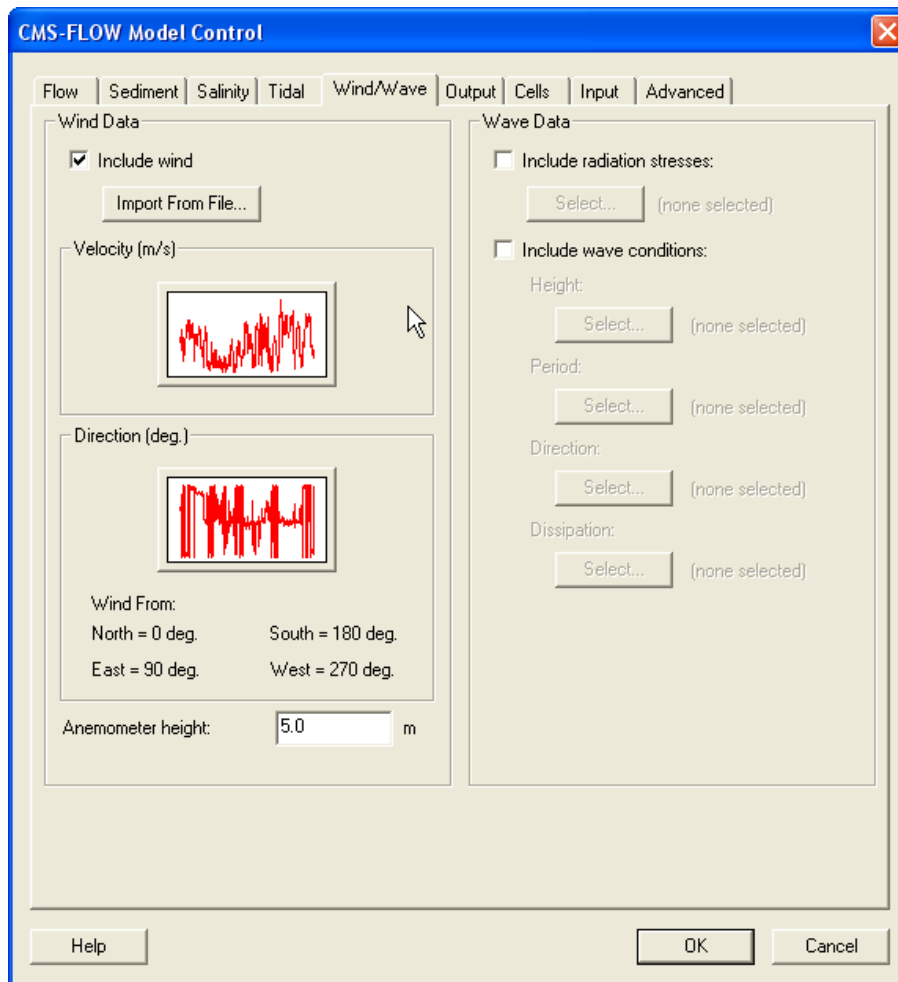 CMS-FLOW Model Control
Flow Sediment Salinity Tidal Wind/Wave Output Cells Input Advanced
Wind Data
Include wind
Import From File...
Velocity (m/s)
Direction (deg.)
Wind From:
North = 0 deg. South = 180 deg.
East = 90 deg. West = 270 deg.
Anemometer height: 5.0 m
Wave Data
Include radiation stresses:
Select... (none selected)
Include wave conditions:
Height:
Select... (none selected)
Period:
Select... (none selected)
Direction:
Select... (none selected)
Dissipation:
Select... (none selected)
Help OK Cancel